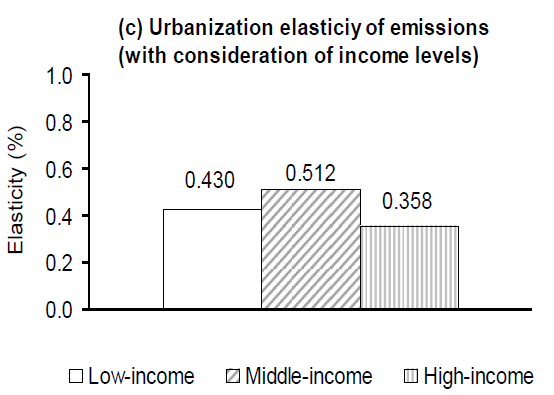 (c) Urbanization elasticiy of emissions
(with consideration of income levels)
1.0
0.8
0.6
0.4
0.2
0.0
Elasticity (%)
0.430
0.512
0.358
Low-income
Middle-income
High-income